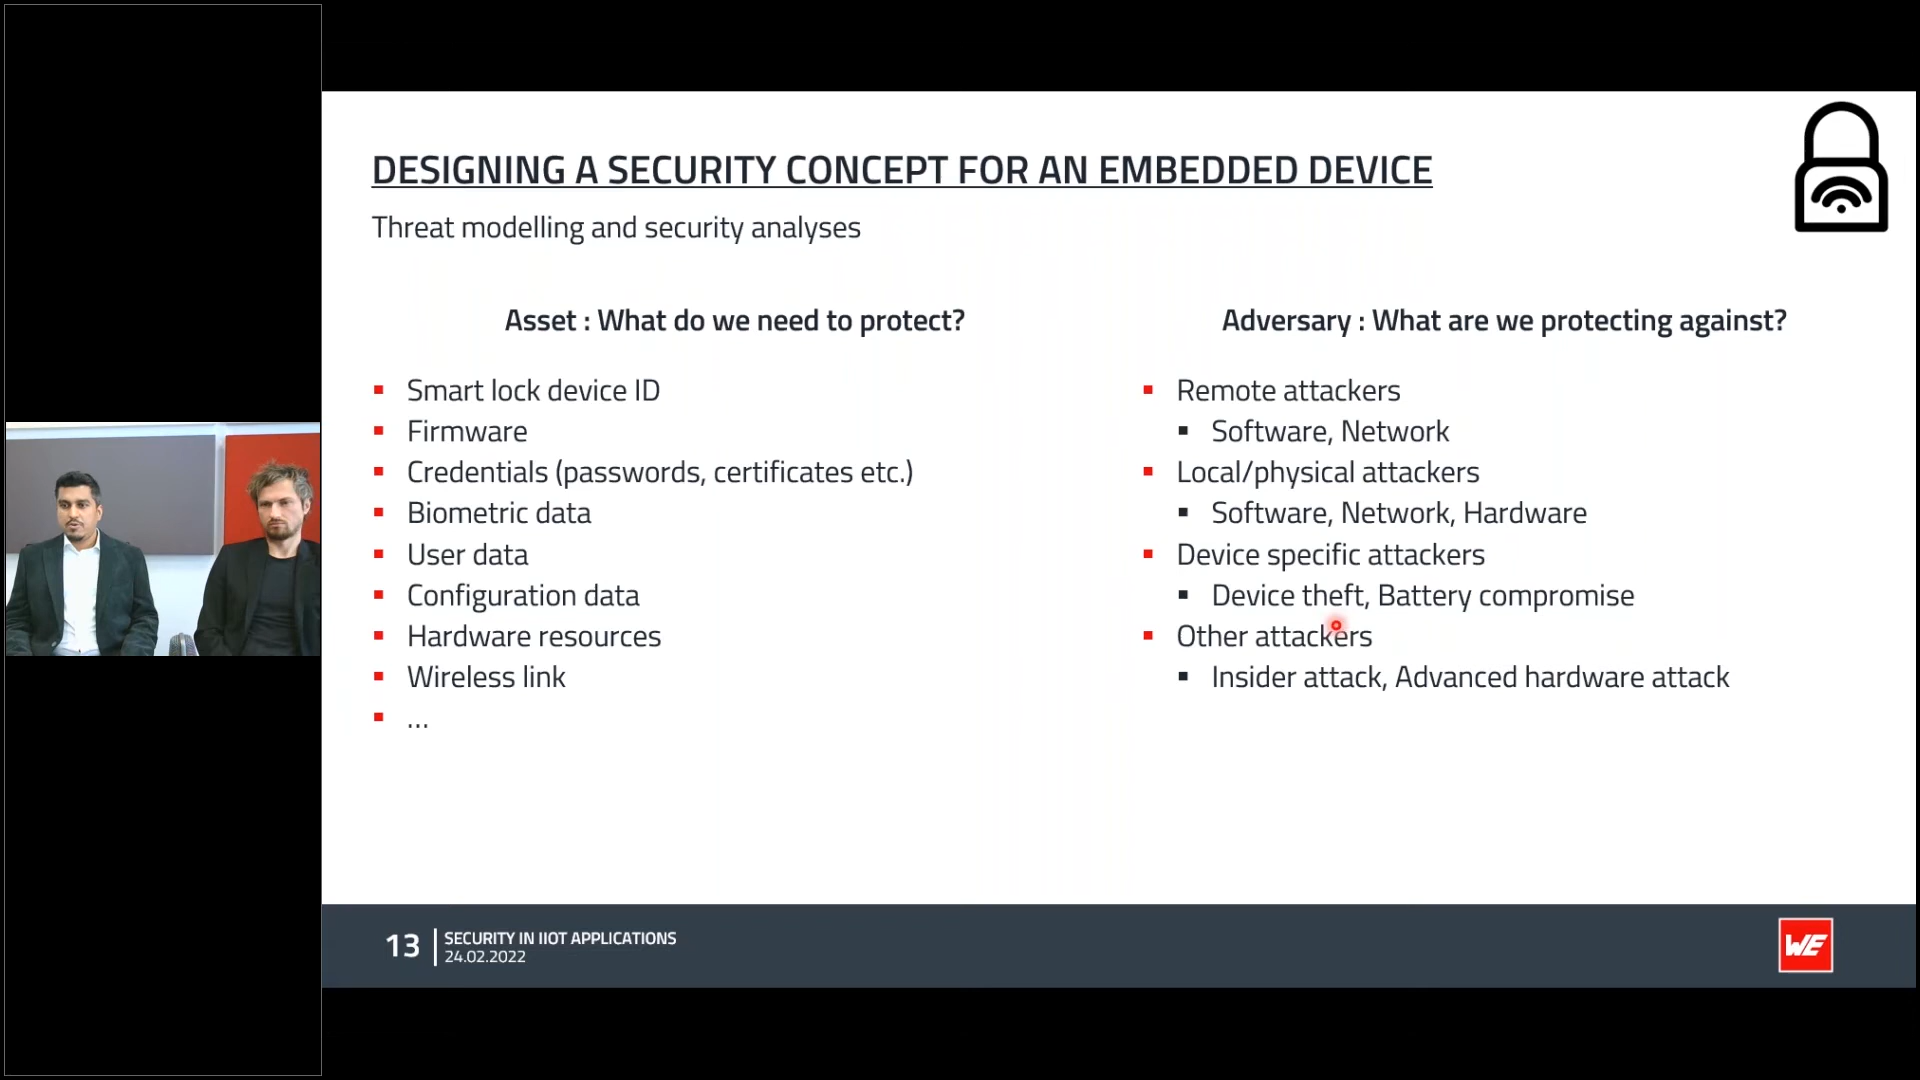 DESIGNING A SECURITY CONCEPT FOR AN EMBEDDED DEVICE
Threat modelling and security analyses
Asset : What do we need to protect?
Smart lock device ID
Firmware
Credentials (passwords, certificates etc.)
Biometric data
User data
Configuration data
Hardware resources
Wireless link
...
Adversary : What are we protecting against?
Remote attackers
Software, Network
Local/physical attackers
Software, Network, Hardware
Device specific attackers
Device theft, Battery compromise
Other attackers
Insider attack, Advanced hardware attack
13
SECURITY IN IIOT APPLICATIONS
24.02.2022
WE